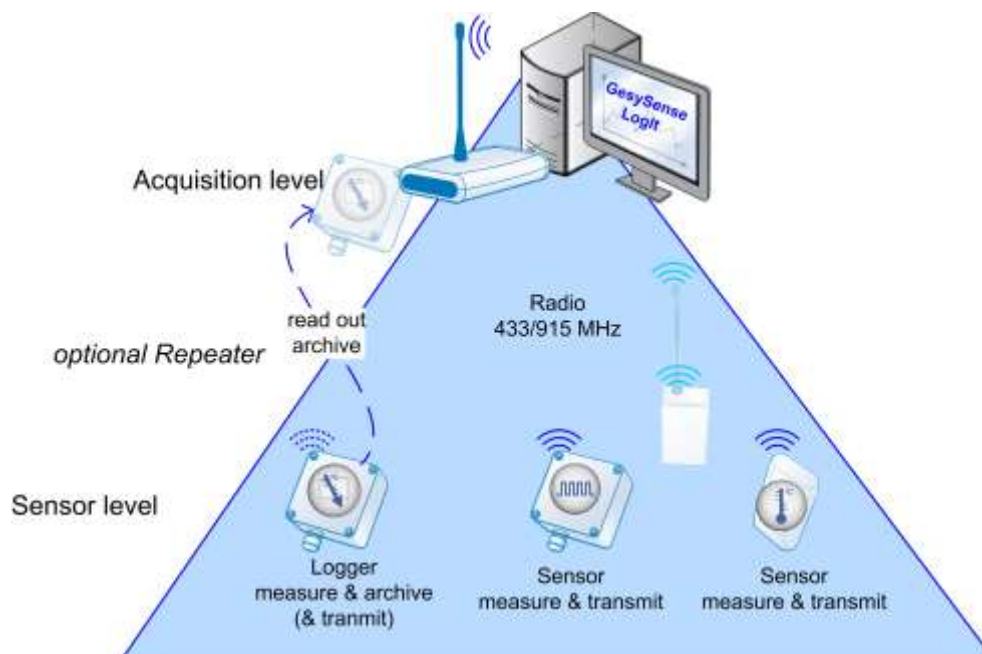 GesySense
LogIt
Acquisition level
Radio
433/915 MHz
read out
archive
optional Repeater
Sensor level
Logger
measure & archive
(& tranmit)
Sensor
measure & transmit
Sensor
measure & transmit